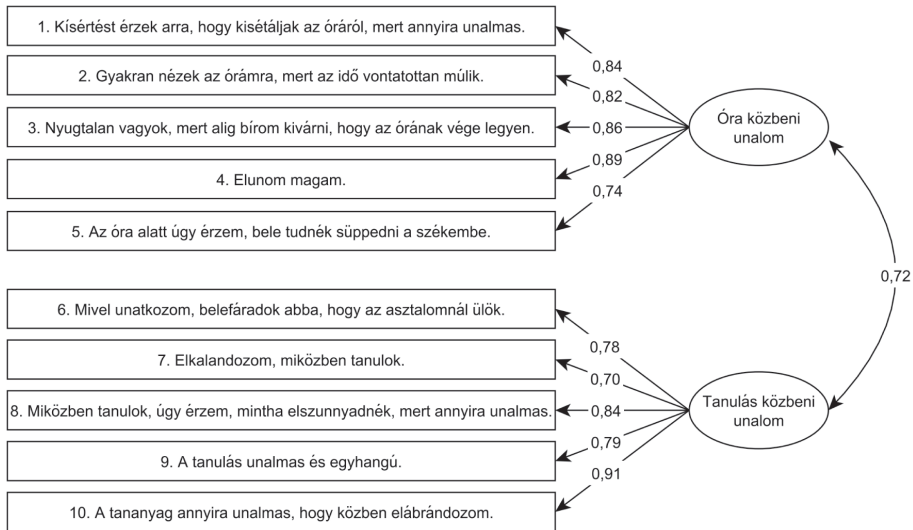 1. Kísértést érzek arra, hogy kisétáljak az óráról, mert annyira unalmas.
2. Gyakran nézek az órámra, mert az idő vontatottan múlik.
3. Nyugtalan vagyok, mert alig bírom kivárni, hogy az órának vége legyen.
4. Elunom magam.
5. Az óra alatt úgy érzem, bele tudnék süppedni a székembe.
0,84
0,82
0,86
0,89
0,74
Óra közbeni
unalom
0,72
6. Mivel unatkozom, belefáradok abba, hogy az asztalomnál ülök.
7. Elkalandozom, miközben tanulok.
8. Miközben tanulok, úgy érzem, mintha elszunnyadnék, mert annyira unalmas.
9. A tanulás unalmas és egyhangú.
10. A tananyag annyira unalmas, hogy közben elábrándozom.
0,78
0,70
0,84
0,79
0,91
Tanulás közbeni
unalom